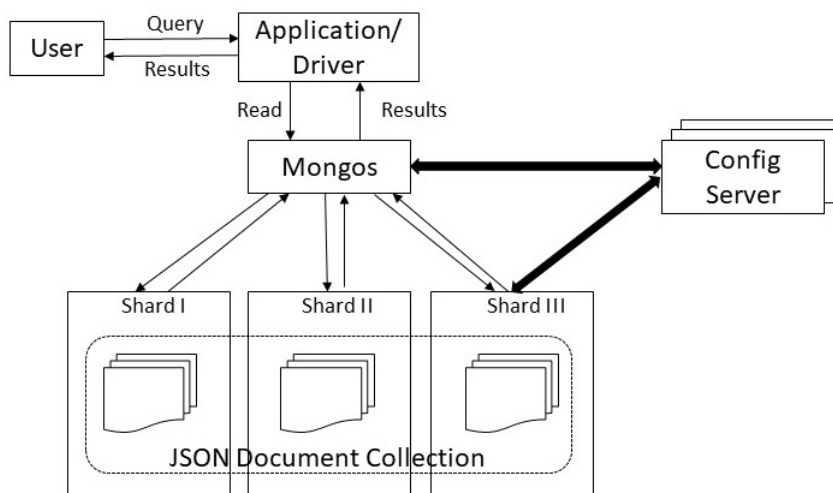 Query
User
Results
Application/
Driver
Read
Results
Mongos
Config
Server
Shard I
Shard II
Shard III
JSON Document Collection